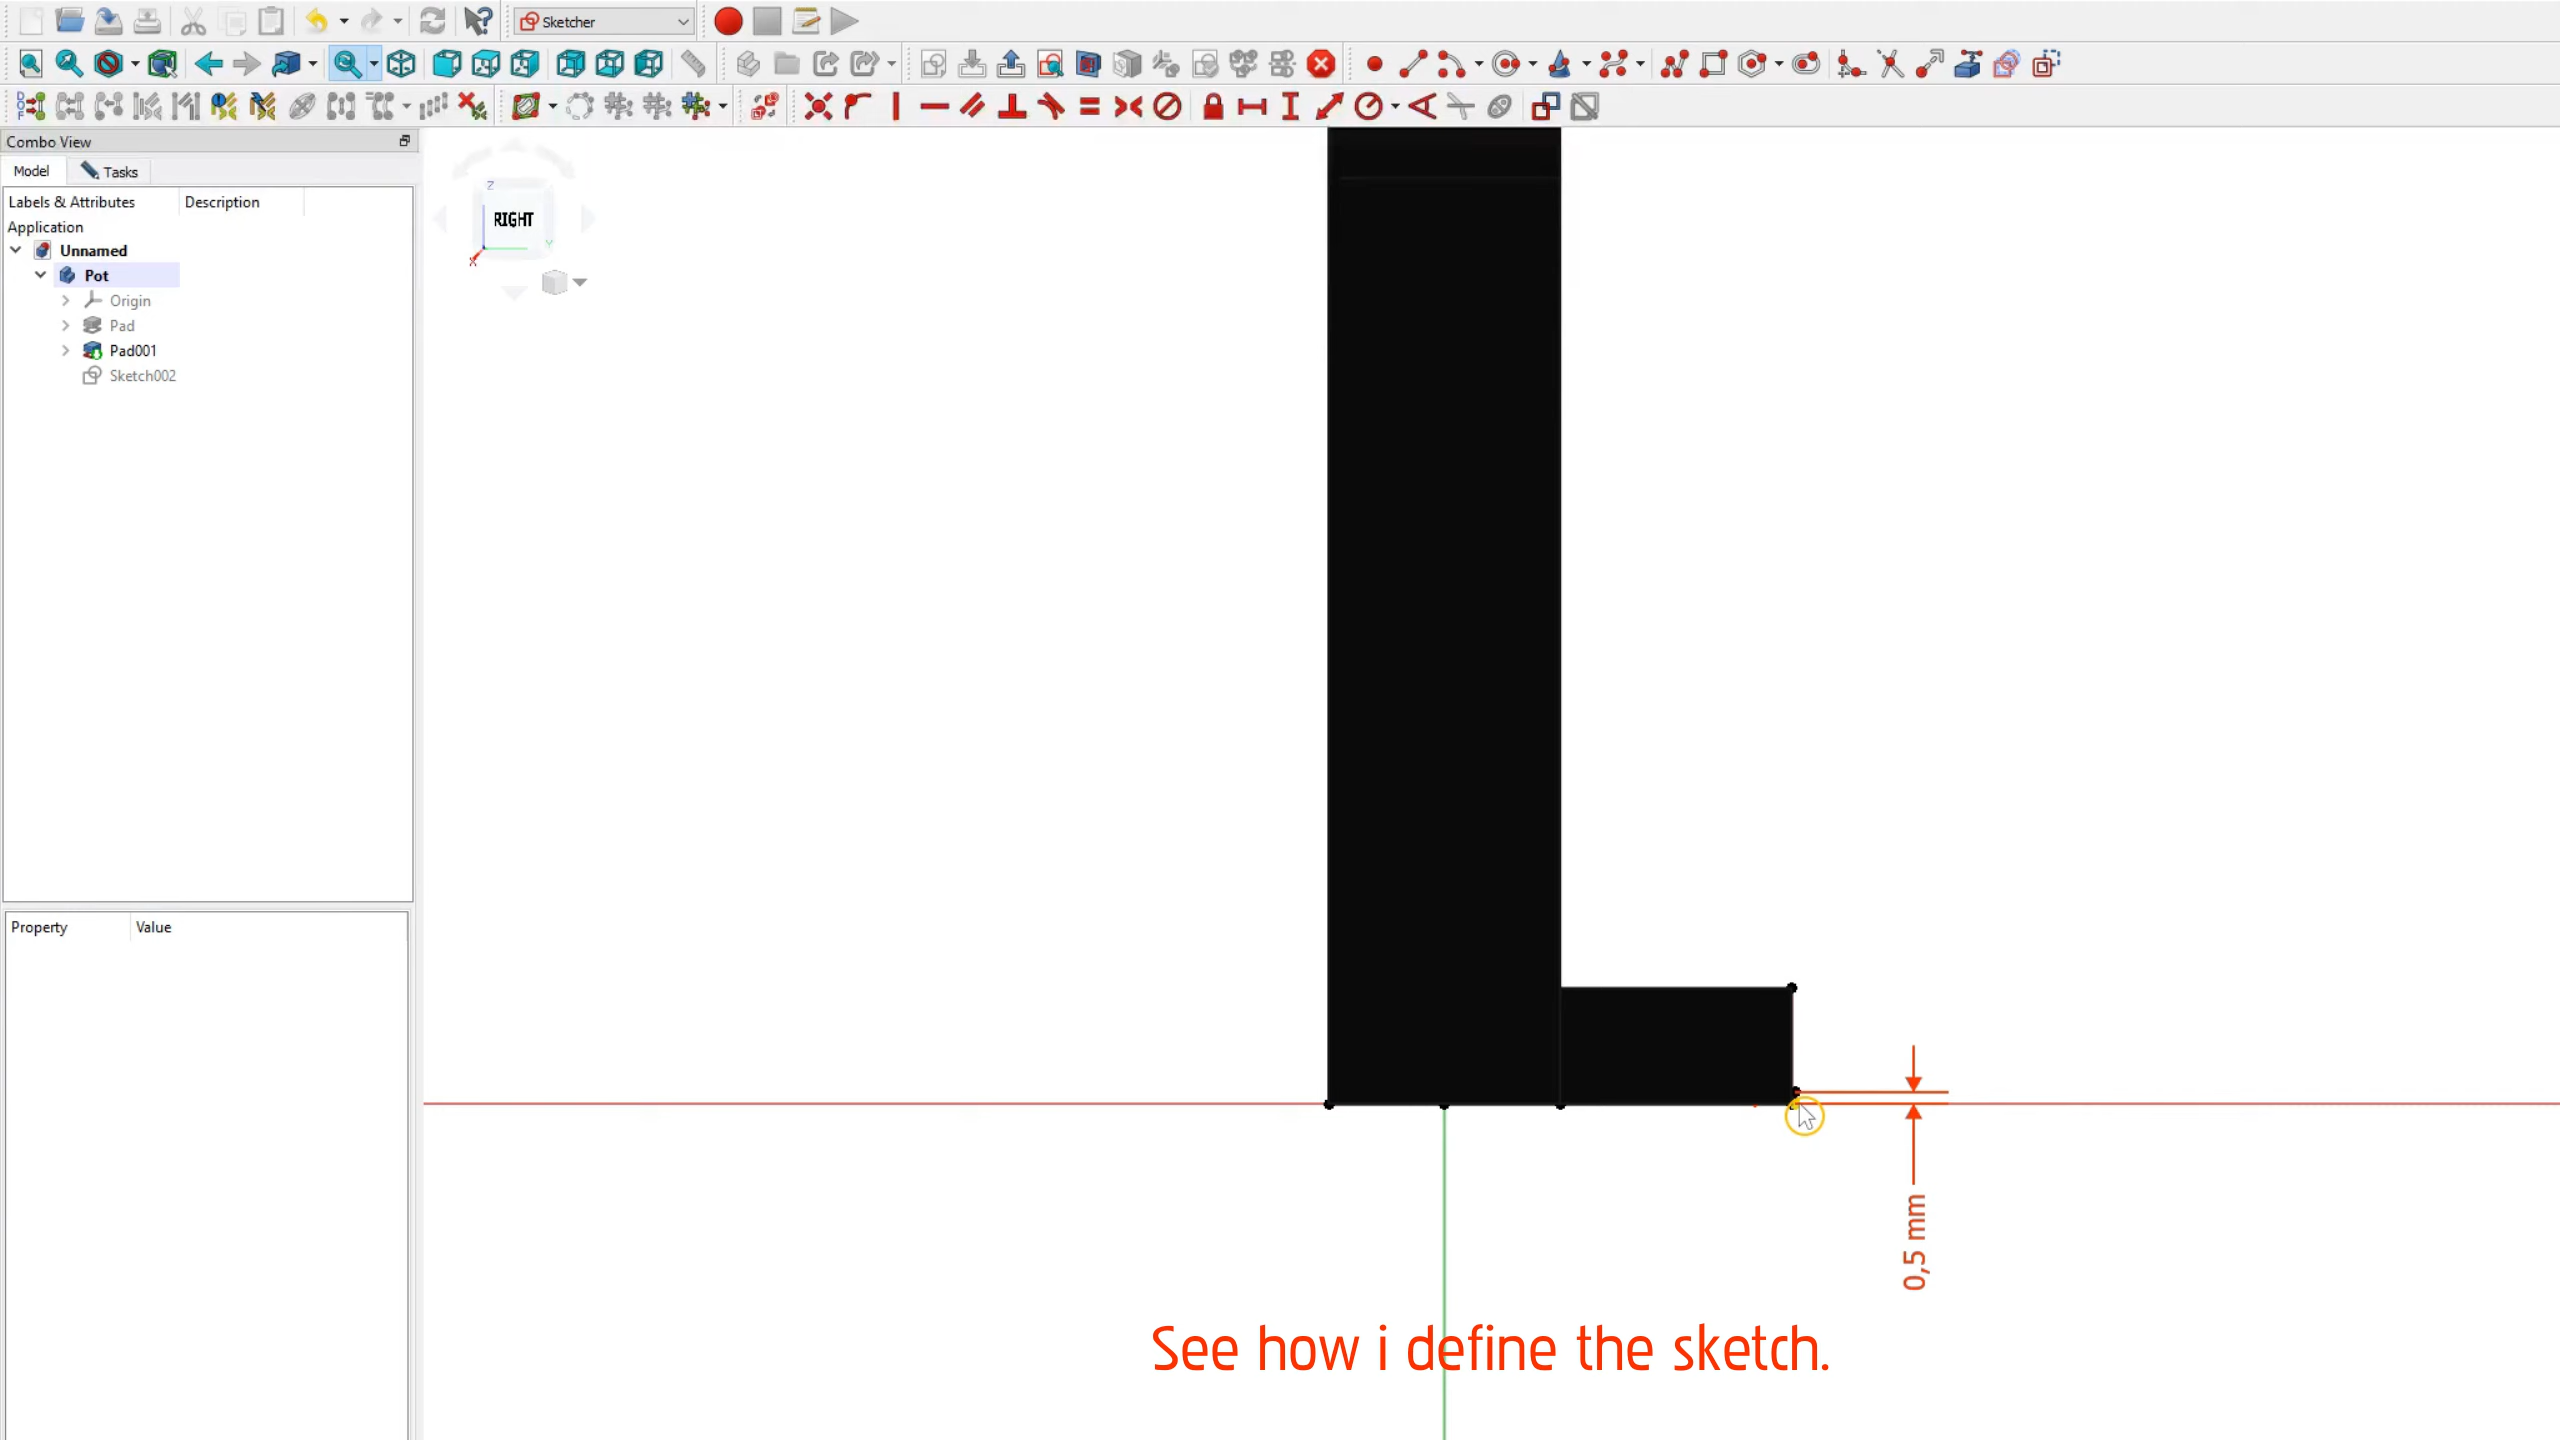 Sketcher
Combo View
Model
Tasks
Labels & Attributes
Description
Application
Unnamed
Pot
Origin
Pad
Pad001
Sketch002
Z
RIGHT
Y
X
Property
Value
0,5 mm
See how i define the sketch.